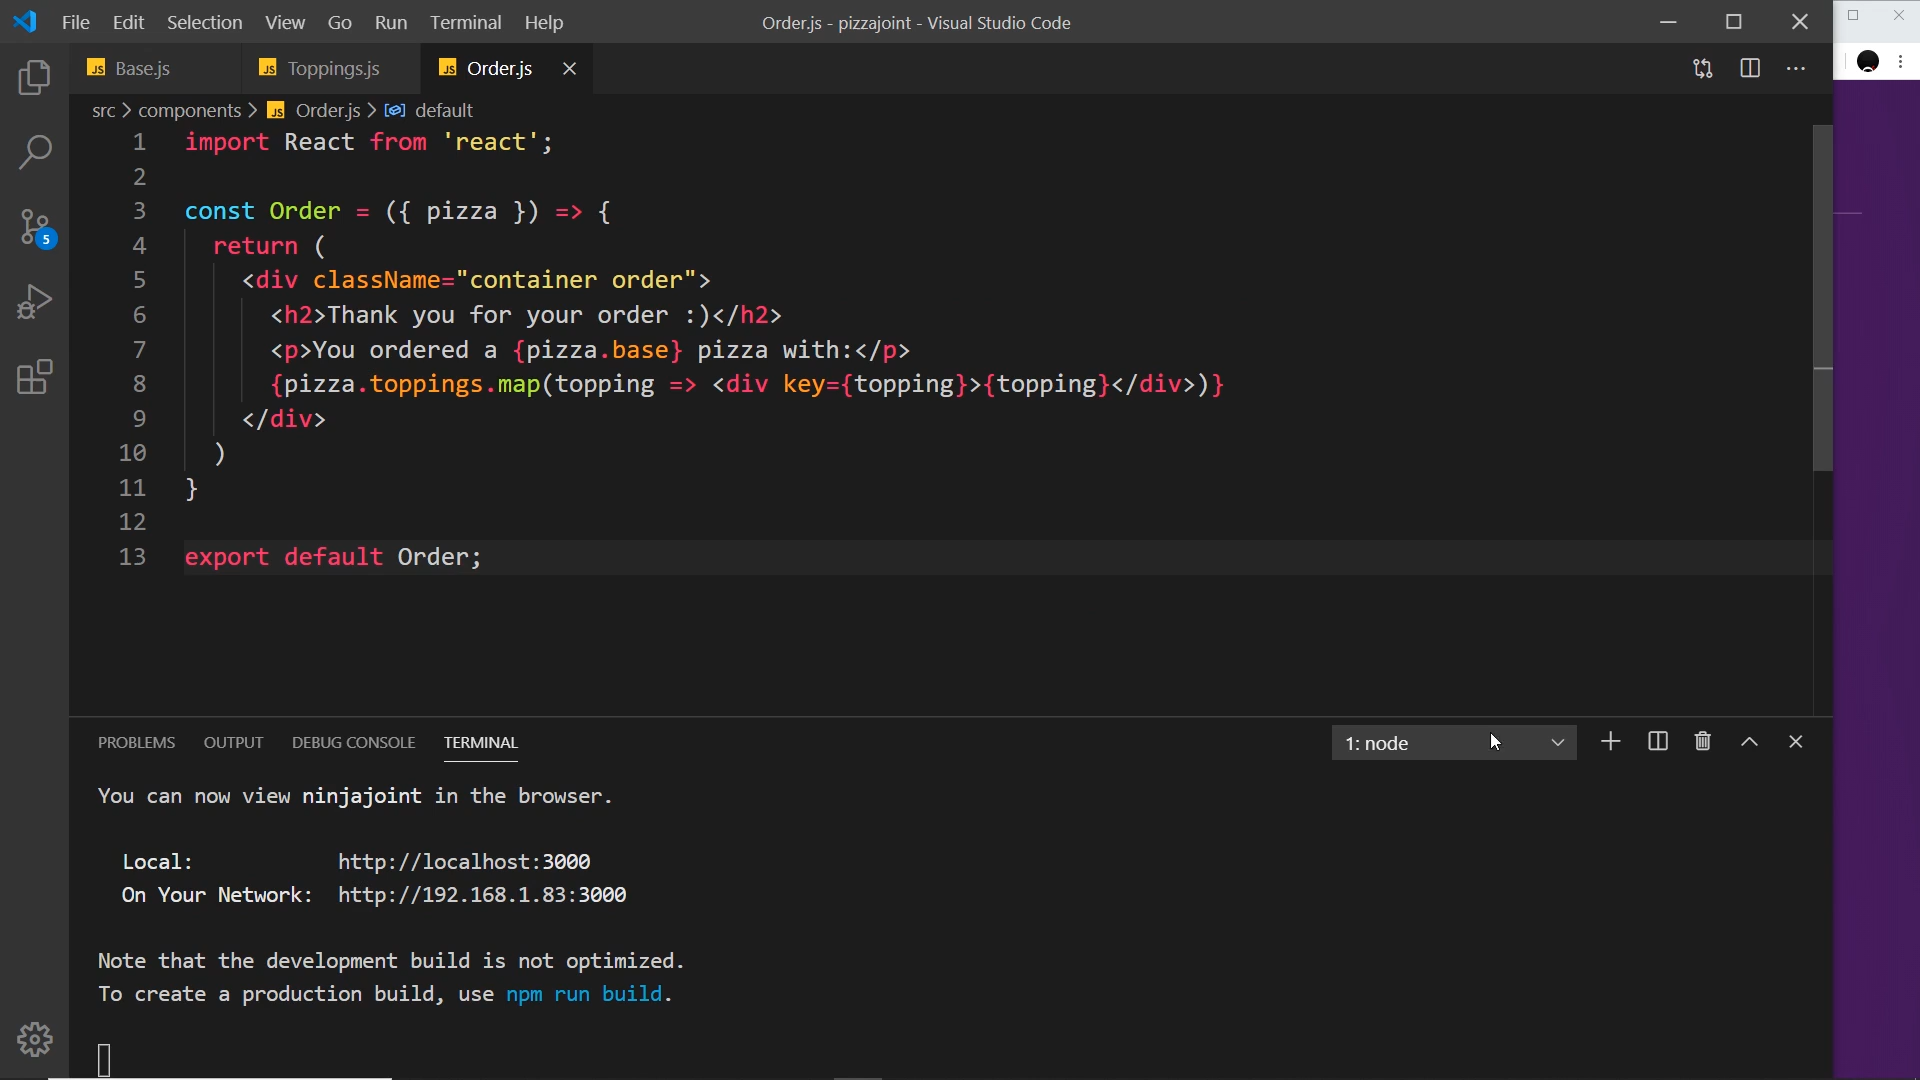 File Edit Selection View Go Run Terminal Help Order.js - pizzajoint - Visual Studio Code
JS Base.js JS Toppings.js JS Order.js
src > components > JS Order.js > default
1 import React from 'react';
2
3 const Order = ({ pizza }) => {
4 return (
5 <div className="container order">
6 <h2>Thank you for your order :)</h2>
7 <p>You ordered a {pizza.base} pizza with:</p>
8 {pizza.toppings.map(topping => <div key={topping}>{topping}</div>)}
9 </div>
10 )
11 }
12
13 export default Order;
5
PROBLEMS OUTPUT DEBUG CONSOLE TERMINAL 1: node
You can now view ninjajoint in the browser.
Local: http://localhost:3000
On Your Network: http://192.168.1.83:3000
Note that the development build is not optimized.
To create a production build, use npm run build.